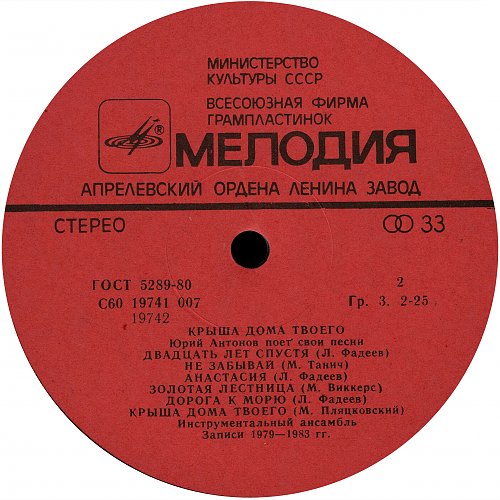 МИНИСТЕРСТВО
КУЛЬТУРЫ СССР
ВСЕСОЮЗНАЯ ФИРМА
ГРАМПЛАСТИНОК
®
МЕЛОДИЯ
АПРЕЛЕВСКИЙ ОРДЕНА ЛЕНИНА ЗАВОД
СТЕРЕО 33
ГОСТ 5289-80 2
С60 19741 007 Гр. 3. 2-25
19742
КРЫША ДОМА ТВОЕГО
Юрий Антонов поет свои песни
ДВАДЦАТЬ ЛЕТ СПУСТЯ (Л. Фадеев)
НЕ ЗАБЫВАЙ (М. Танич)
АНАСТАСИЯ (Л. Фадеев)
ЗОЛОТАЯ ЛЕСТНИЦА (М. Виккерс)
ДОРОГА К МОРЮ (Л. Фадеев)
КРЫША ДОМА ТВОЕГО (М. Пляцковский)
Инструментальный ансамбль
Записи 1979—1983 гг.